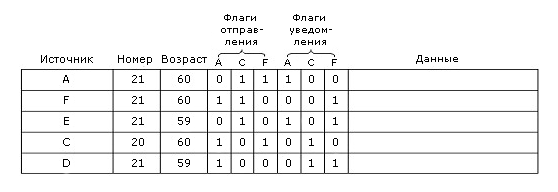 Флаги отправ- ления Флаги уведом- ления
Источник Номер Возраст А С F А С F Данные
A 21 60 0 1 1 1 0 0
F 21 60 1 1 0 0 0 1
E 21 59 0 1 0 1 0 1
C 20 60 1 0 1 0 1 0
D 21 59 1 0 0 0 1 1